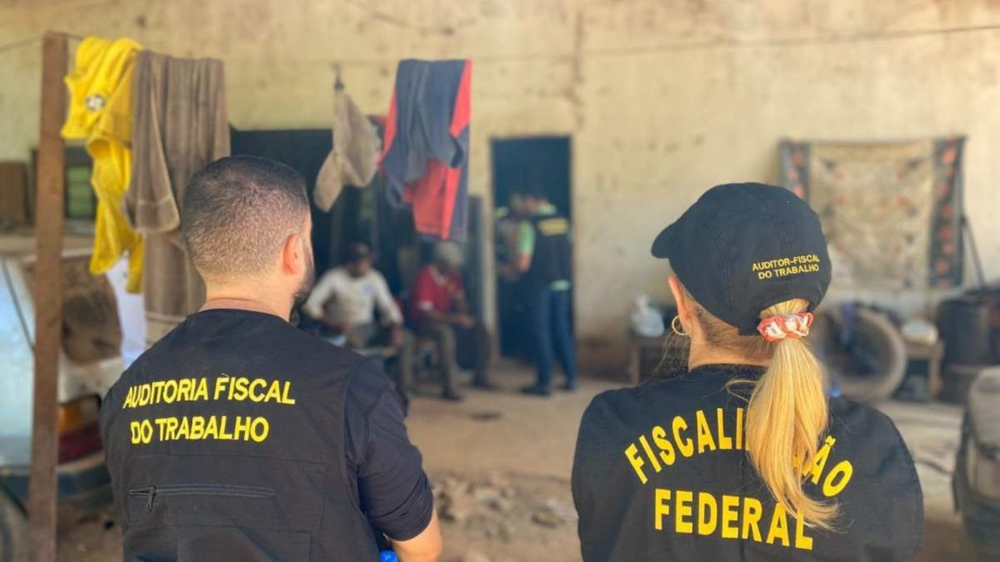 AUDITORIA FISCAL
DO TRABALHO
AUDITOR-FISCAL
DO TRABALHO
FEDERAL